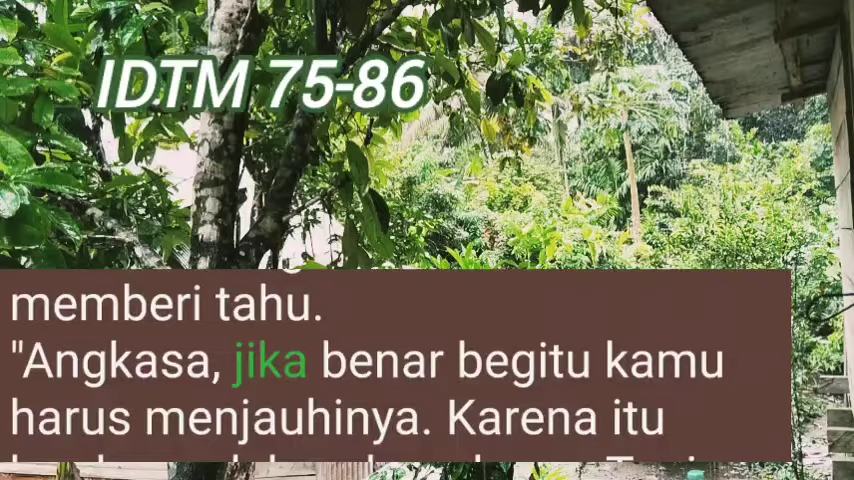 IDTM 75-86
memberi tahu.
"Angkasa, jika benar begitu kamu
harus menjauhinya. Karena itu